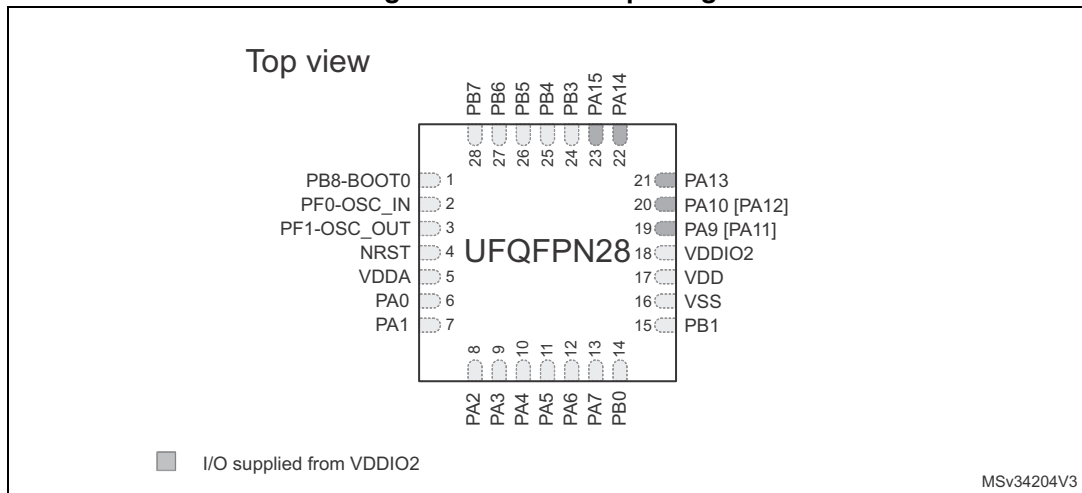 Top view
PB7
PB6
PB5
PB4
PB3
PA15
PA14
28
27
26
25
24
23
22
PB8-BOOT0 1
PF0-OSC_IN 2
PF1-OSC_OUT 3
NRST 4
VDDA 5
PA0 6
PA1 7
UFQFPN28
21 PA13
20 PA10 [PA12]
19 PA9 [PA11]
18 VDDIO2
17 VDD
16 VSS
15 PB1
8
9
10
11
12
13
14
PA2
PA3
PA4
PA5
PA6
PA7
PB0
I/O supplied from VDDIO2
MSv34204V3